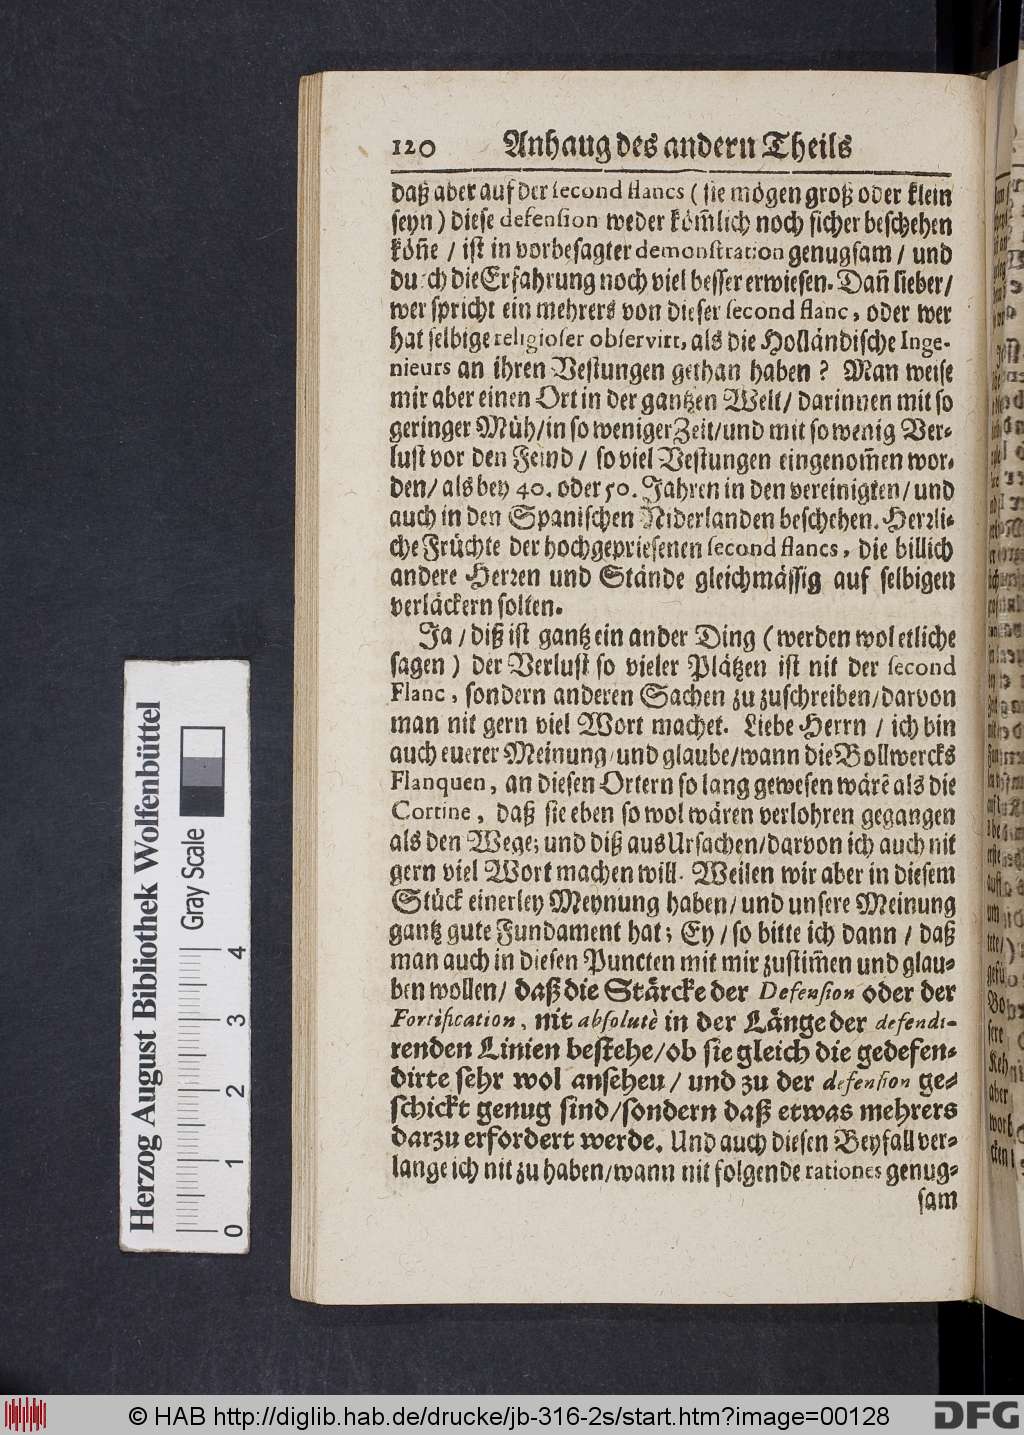 120 Anhang des andern Theils
daß aber auf der second flancs (sie mögen groß oder klein
seyn) diese defension weder köm̃lich noch sicher beschehen
köñe / ist in vorbesagter demonstration genugsam / und
durch die Erfahrung noch viel besser erwiesen. Dañ lieber/
wer spricht ein mehrers von dieser second flanc, oder wer
hat selbige religioser observirt, als die Holländische Inge-
nieurs an ihren Vestungen gethan haben? Man weise
mir aber einen Ort in der gantzen Welt / darinnen mit so
geringer Müh/in so weniger Zeit/und mit so wenig Ver-
lust vor den Feind / so viel Vestungen eingenom̃en wor-
den/ als bey 40. oder 50. Jahren in den vereinigten/ und
auch in den Spanischen Niderlanden beschehen. Herꝛli-
che Früchte der hochgepriesenen second flancs, die billich
andere Herꝛen und Stände gleichmässig auf selbigen
verläckern solten.
Ja / diß ist gantz ein ander Ding (werden wol etliche
sagen) der Verlust so vieler Plätzen ist nit der second
Flanc, sondern anderen Sachen zu zuschreiben/darvon
man nit gern viel Wort machet. Liebe Herrn / ich bin
auch euerer Meinung/und glaube/wann die Bollwercks
Flanquen, an diesen Ortern so lang gewesen wärẽ als die
Cortine, daß sie eben so wol wären verlohren gegangen
als den Wege; und diß aus Ursachen/darvon ich auch nit
gern viel Wort machen will. Weilen wir aber in diesem
Stück einerley Meynung haben/ und unsere Meinung
gantz gute Fundament hat; Ey / so bitte ich dann / daß
man auch in diesen Puncten mit mir zustim̃en und glau-
ben wollen/ daß die Stärcke der Defension oder der
Fortification, nit absolutè in der Länge der defendi-
renden Linien bestehe/ob sie gleich die gedefen-
dirte sehr wol ansehen / und zu der defension ge-
schickt genug sind/sondern daß etwas mehrers
darzu erfordert werde. Und auch diesen Beyfall ver-
lange ich nit zu haben/wann nit folgende rationes genug-
sam
Herzog August Bibliothek Wolfenbüttel
Gray Scale
0 1 2 3 4
© HAB http://diglib.hab.de/drucke/jb-316-2s/start.htm?image=00128
DFG